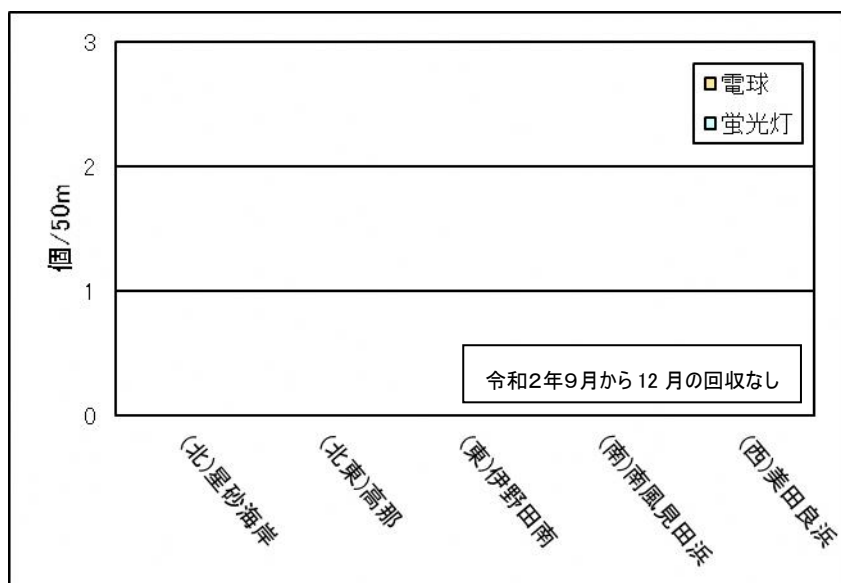 3
2
1
0
個/50m
電球
蛍光灯
令和2年9月から 12 月の回収なし
(北)星砂海岸
(北東)高那
(東)伊野田南
(南)南風見田浜
(西)美田良浜